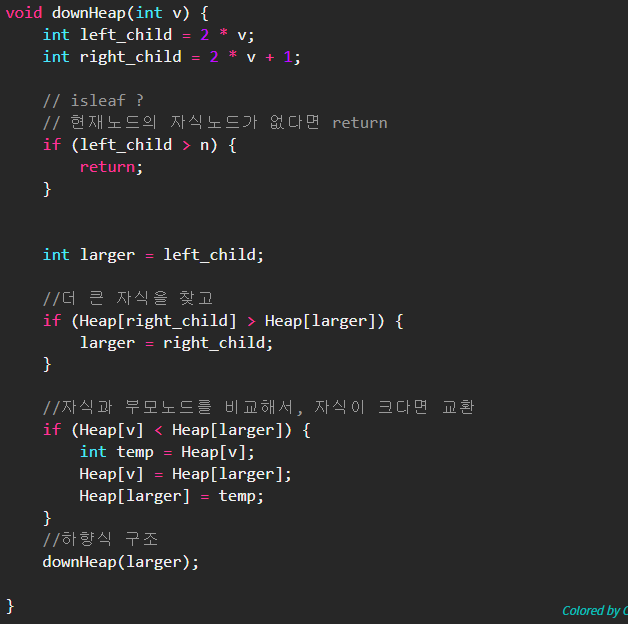 void downHeap(int v) {
    int left_child = 2 * v;
    int right_child = 2 * v + 1;
    // isleaf ?
    // 현재노드의 자식노드가 없다면 return
    if (left_child > n) {
        return;
    }
    int larger = left_child;
    //더 큰 자식을 찾고
    if (Heap[right_child] > Heap[larger]) {
        larger = right_child;
    }
    //자식과 부모노드를 비교해서, 자식이 크다면 교환
    if (Heap[v] < Heap[larger]) {
        int temp = Heap[v];
        Heap[v] = Heap[larger];
        Heap[larger] = temp;
    }
    //하향식 구조
    downHeap(larger);
}
Colored by